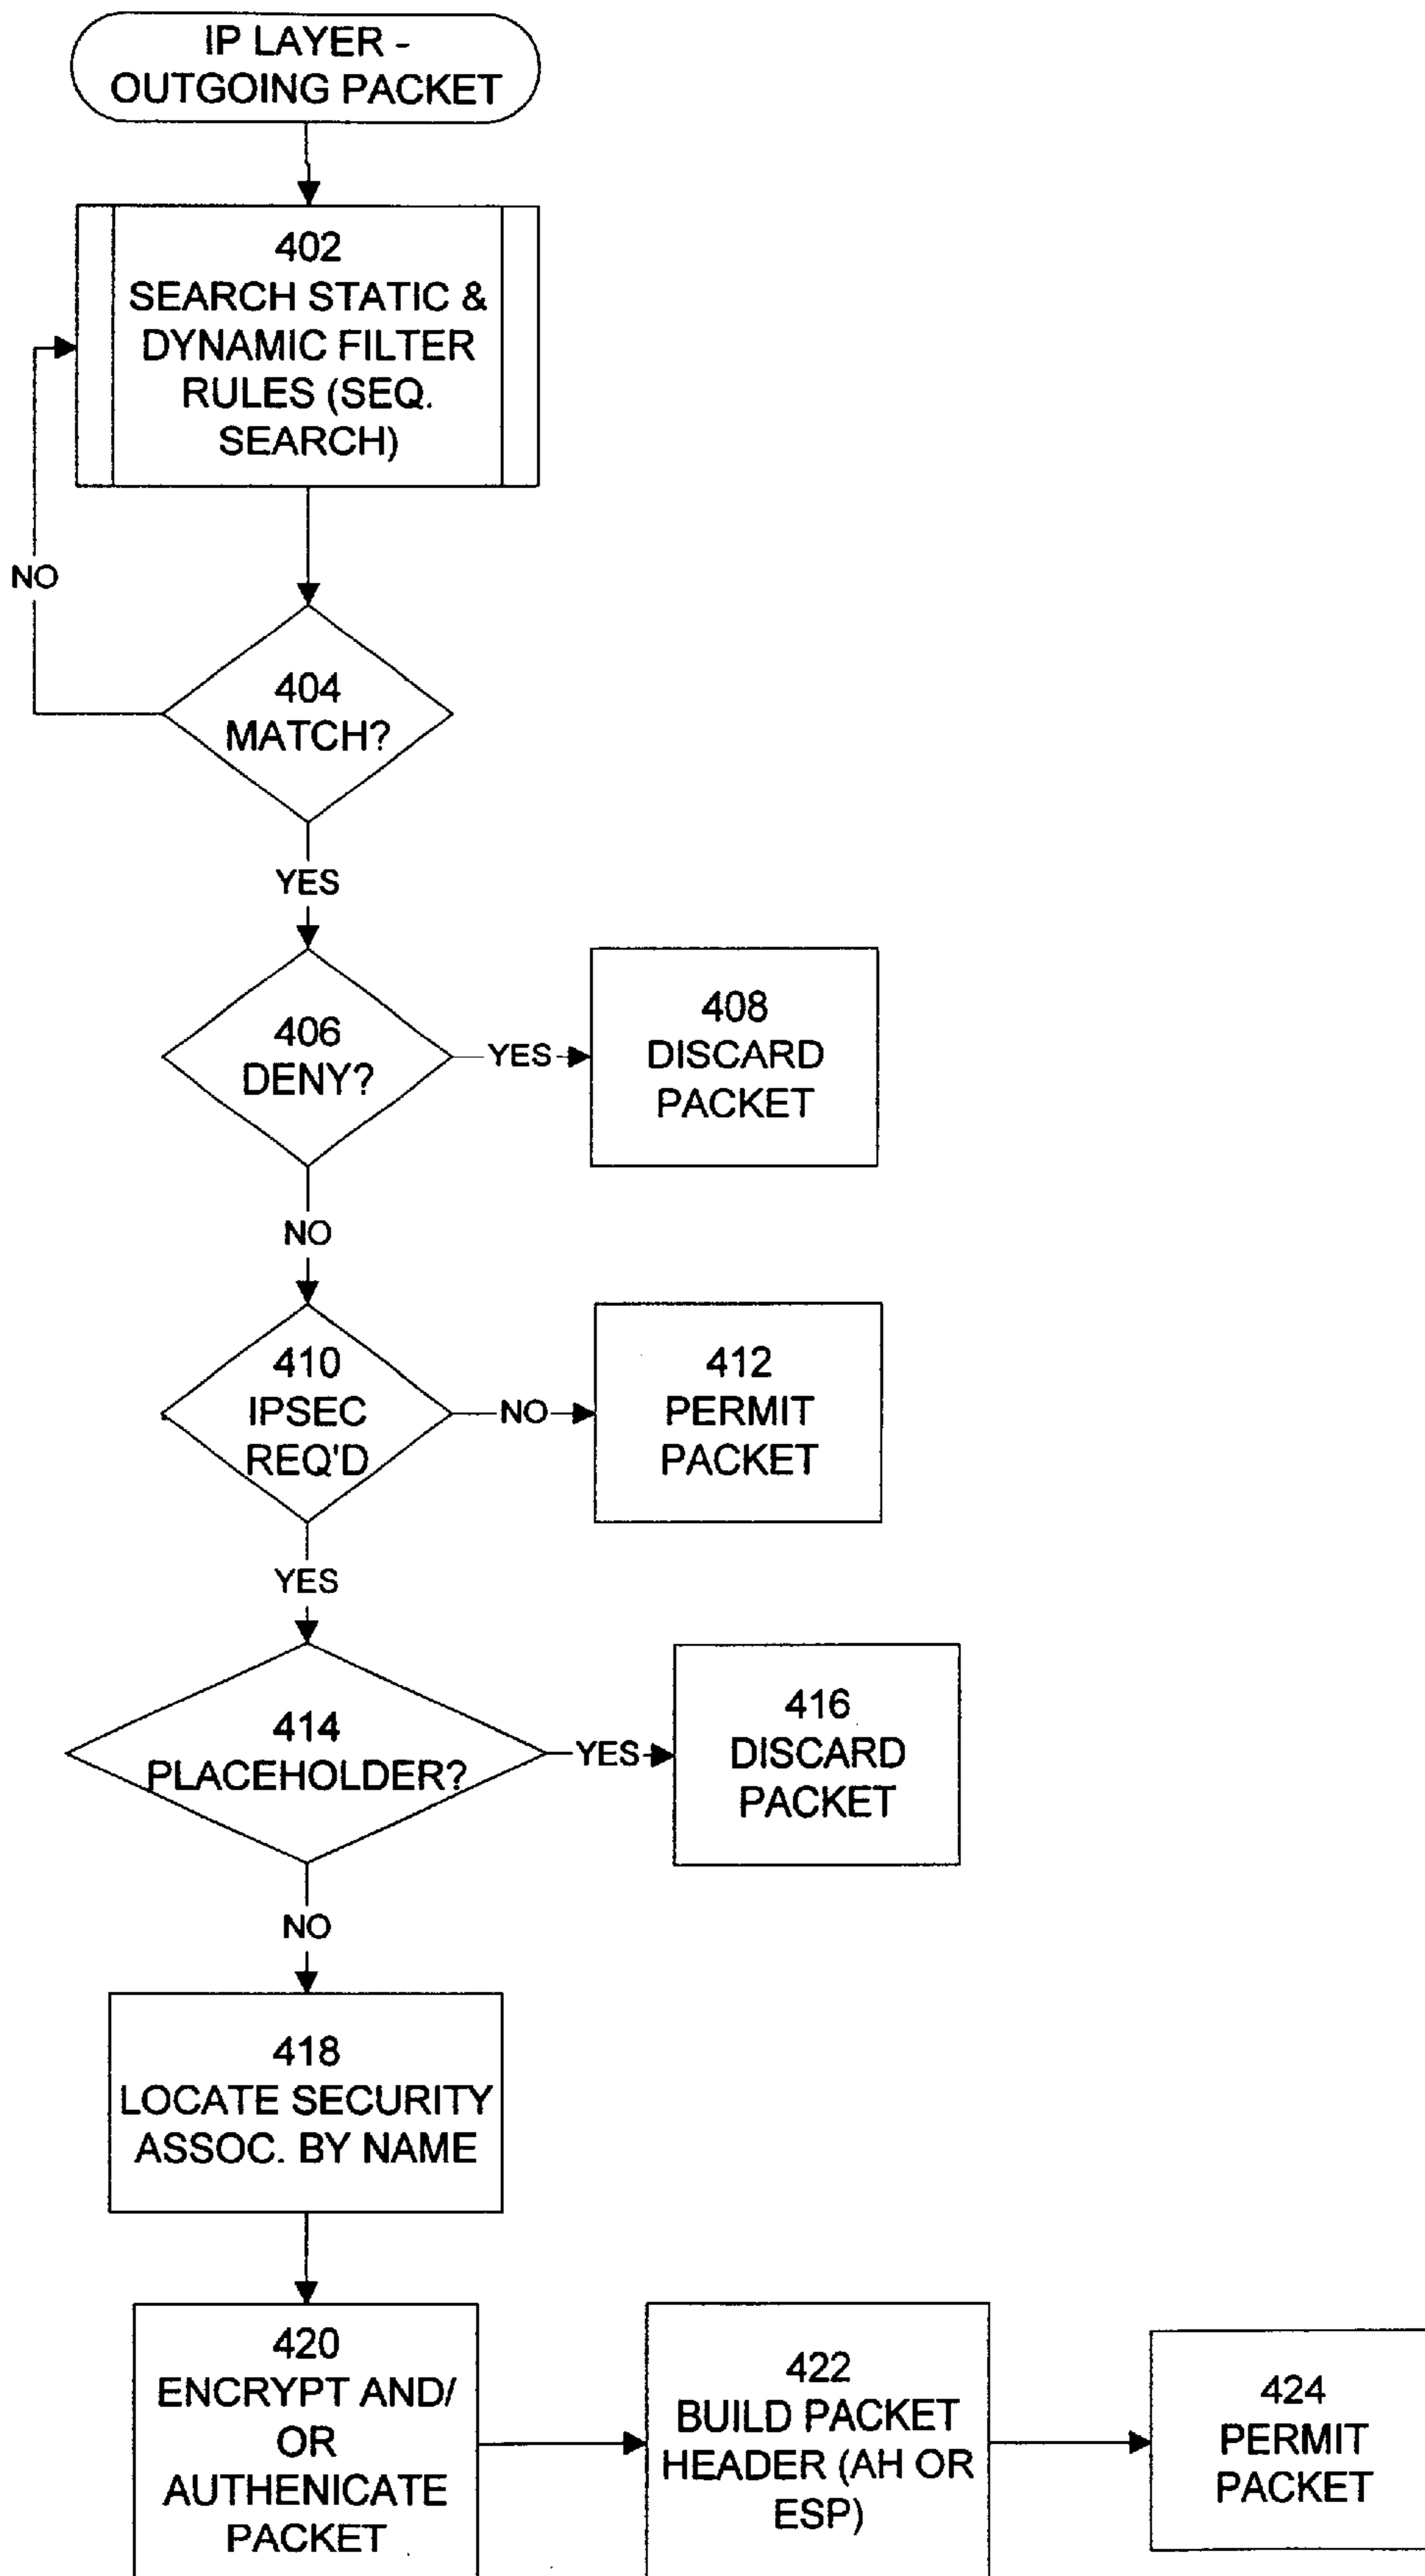 IP LAYER -
OUTGOING PACKET
402
SEARCH STATIC &
DYNAMIC FILTER
RULES (SEQ.
SEARCH)
NO
404
MATCH?
YES
406
DENY?
YES
408
DISCARD
PACKET
NO
410
IPSEC
REQ'D
NO
412
PERMIT
PACKET
YES
414
PLACEHOLDER?
YES
416
DISCARD
PACKET
NO
418
LOCATE SECURITY
ASSOC. BY NAME
420
ENCRYPT AND/
OR
AUTHENICATE
PACKET
422
BUILD PACKET
HEADER (AH OR
ESP)
424
PERMIT
PACKET